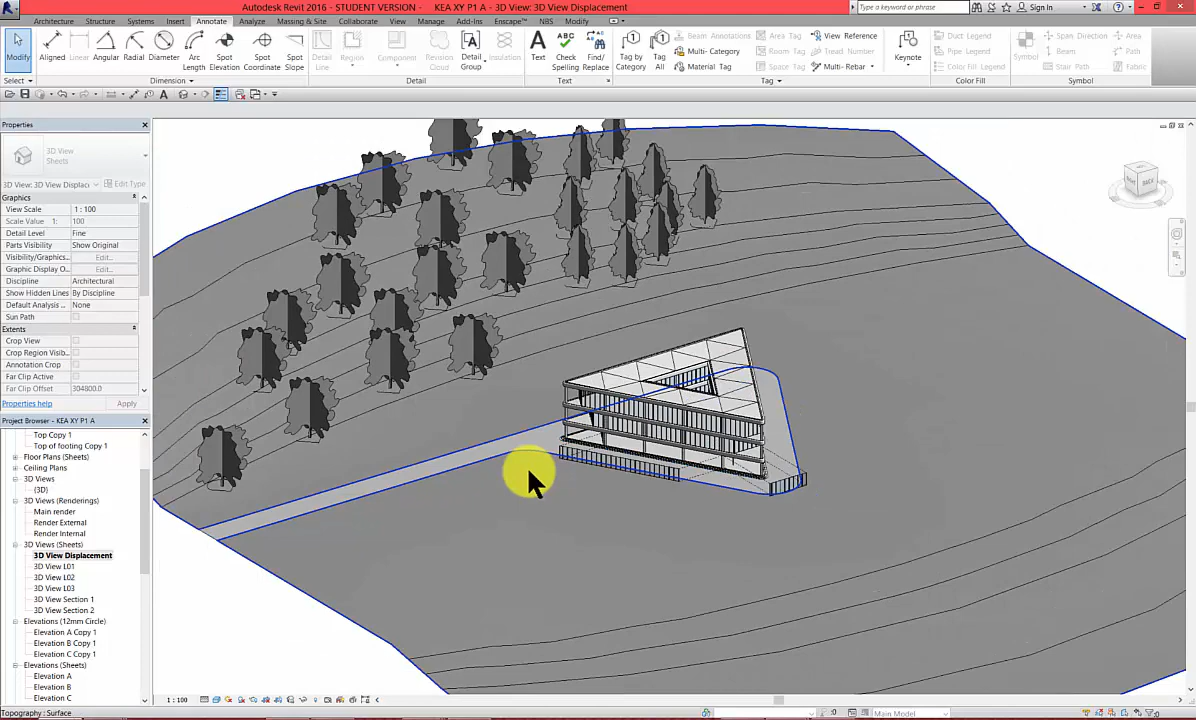 Autodesk Revit 2016 - STUDENT VERSION - KEA XY P1 A - 3D View: 3D View Displacement
Type a keyword or phrase
Sign In
Architecture Structure Systems Insert Annotate Analyze Massing & Site Collaborate View Manage Add-Ins Enscape™ NBS Modify
Modify Aligned Linear Angular Radial Diameter Arc Length Spot Elevation Spot Coordinate Spot Slope Detail Line Region Component Revision Cloud Detail Group Insulation Text Check Spelling Find/ Replace Tag by Category Tag All Beam Annotations Multi-Category Material Tag Area Tag Room Tag Space Tag View Reference Tread Number Multi-Rebar Keynote Duct Legend Pipe Legend Color Fill Legend Symbol Span Direction Beam Stair Path Area Path Fabric
Select Dimension Detail Text Tag Color Fill Symbol
Properties
3D View
Sheets
3D View: 3D View Displac Edit Type
Graphics
View Scale 1 : 100
Scale Value 1: 100
Detail Level Fine
Parts Visibility Show Original
Visibility/Graphics... Edit...
Graphic Display O... Edit...
Discipline Architectural
Show Hidden Lines By Discipline
Default Analysis ... None
Sun Path
Extents
Crop View
Crop Region Visib...
Annotation Crop
Far Clip Active
Far Clip Offset 304800.0
Properties help Apply
Project Browser - KEA XY P1 A
Top Copy 1
Top of footing Copy 1
Floor Plans (Sheets)
Ceiling Plans
3D Views
{3D}
3D Views (Renderings)
Main render
Render External
Render Internal
3D Views (Sheets)
3D View Displacement
3D View L01
3D View L02
3D View L03
3D View Section 1
3D View Section 2
Elevations (12mm Circle)
Elevation A Copy 1
Elevation B Copy 1
Elevation C Copy 1
Elevations (Sheets)
Elevation A
Elevation B
Elevation C
BACK
1 : 100
Topography : Surface
:0 Main Model